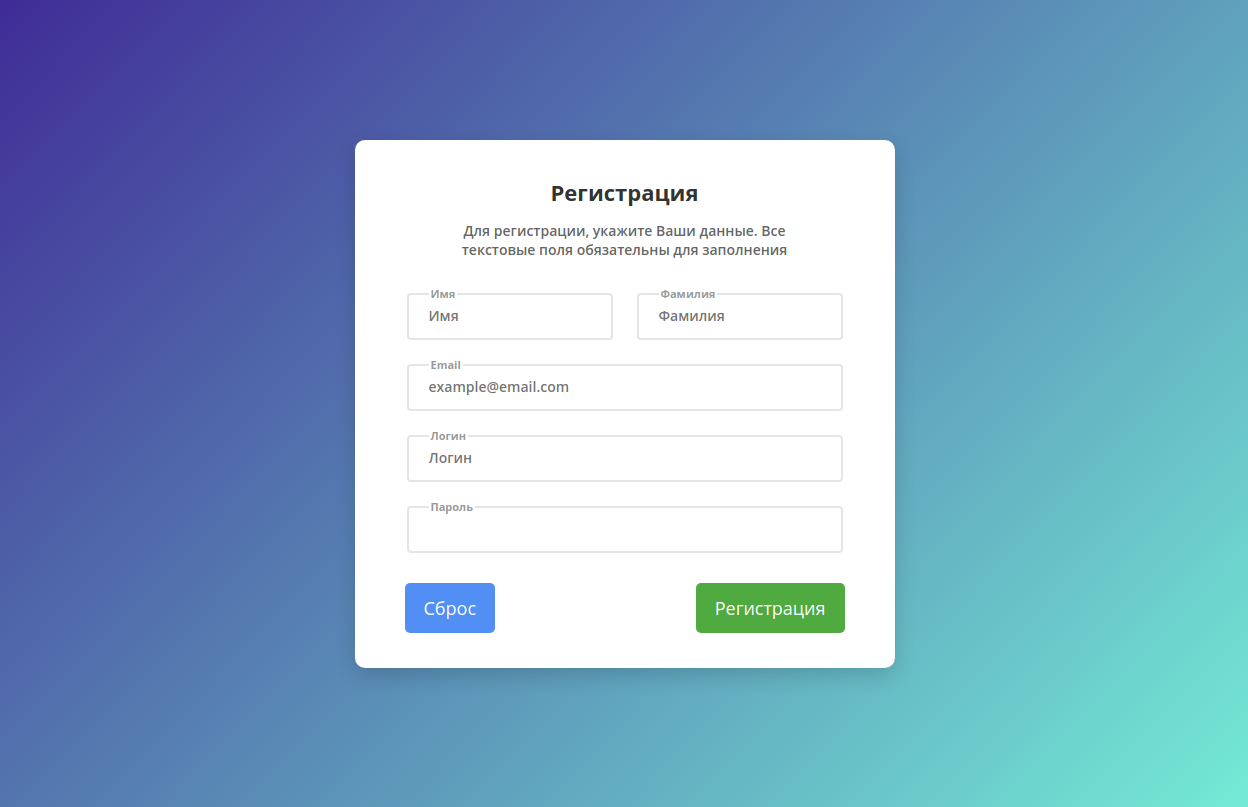 Регистрация
Для регистрации, укажите Ваши данные. Все
текстовые поля обязательны для заполнения
Имя
Имя
Фамилия
Фамилия
Email
example@email.com
Логин
Логин
Пароль
Сброс
Регистрация